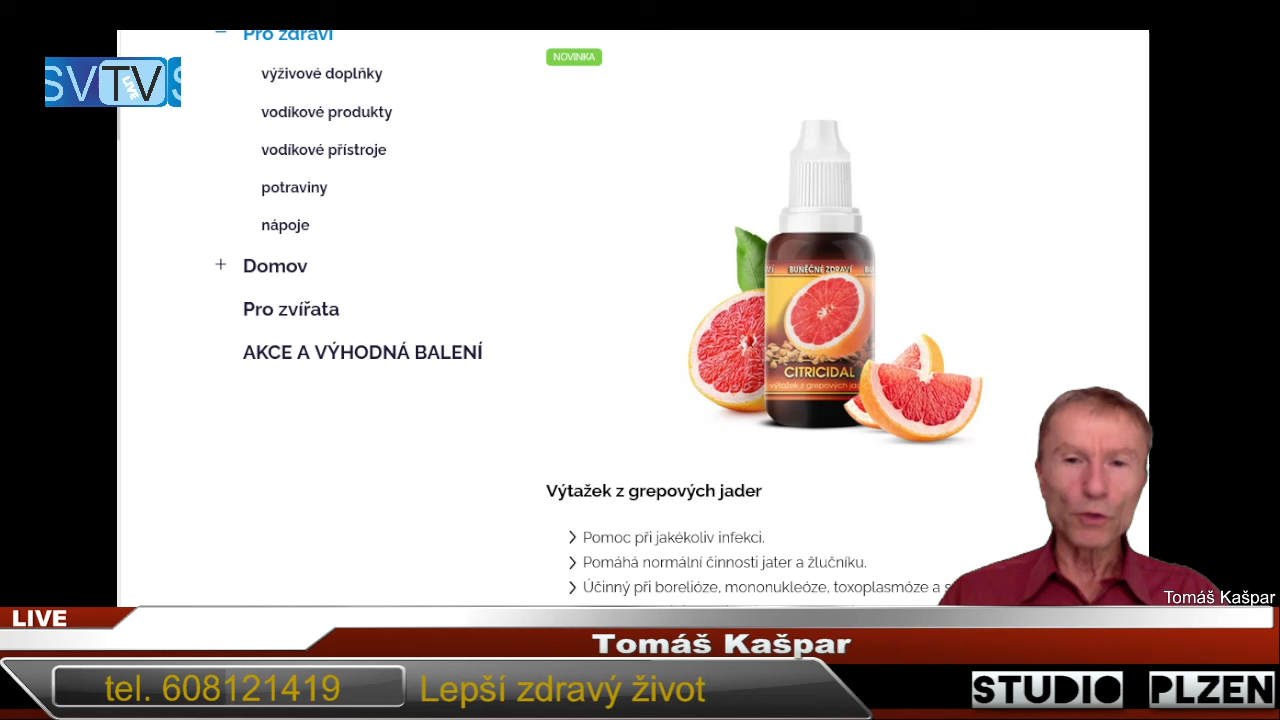 Pro zdraví
NOVINKA
SVTV
LIVE
výživové doplňky
vodíkové produkty
vodíkové přístroje
potraviny
nápoje
Domov
Pro zvířata
AKCE A VÝHODNÁ BALENÍ
BUNĚČNÉ ZDRAVÍ
CITRICIDAL
výtažek z grepových
Výtažek z grepových jader
Pomoc při jakékoliv infekci.
Pomáhá normální činnosti jater a žlučníku.
Účinný při borelióze, mononukleóze, toxoplasmóze a
Tomáš Kašpar
LIVE
Tomáš Kašpar
tel. 608121419
Lepší zdravý život
STUDIO PLZEN